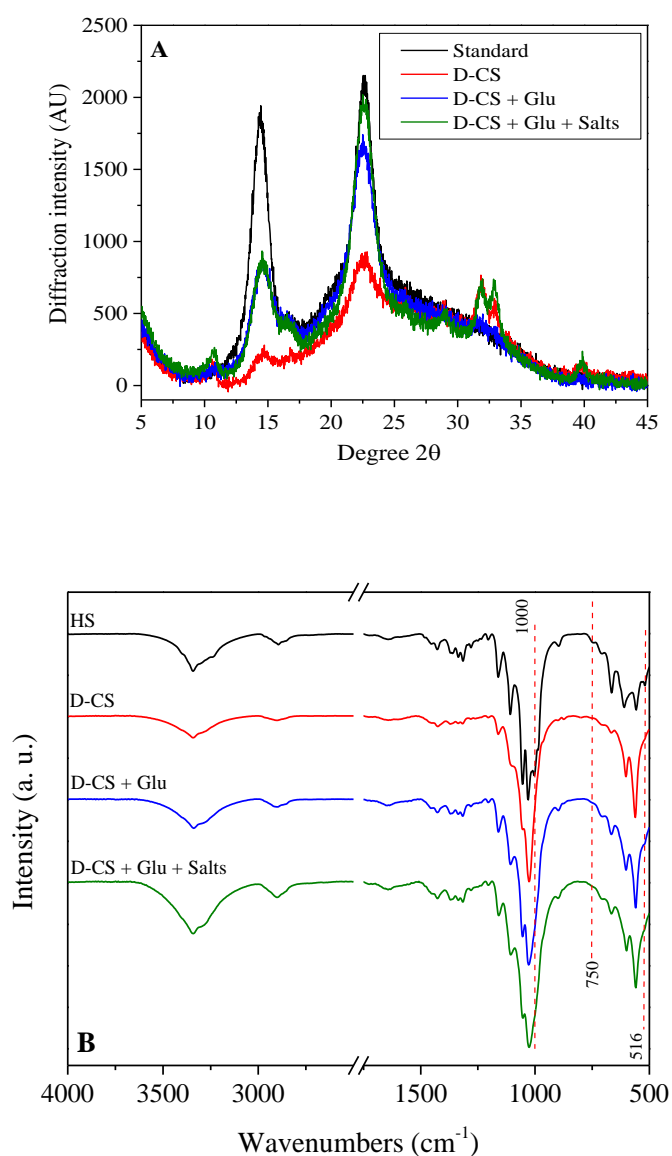 A
Standard
D-CS
D-CS + Glu
D-CS + Glu + Salts
Diffraction intensity (AU)
2500
2000
1500
1000
500
0
5 10 15 20 25 30 35 40 45
Degree 2θ
HS
1000
D-CS
D-CS + Glu
D-CS + Glu + Salts
750
516
B
Intensity (a. u.)
4000 3500 3000 1500 1000 500
Wavenumbers (cm⁻¹)